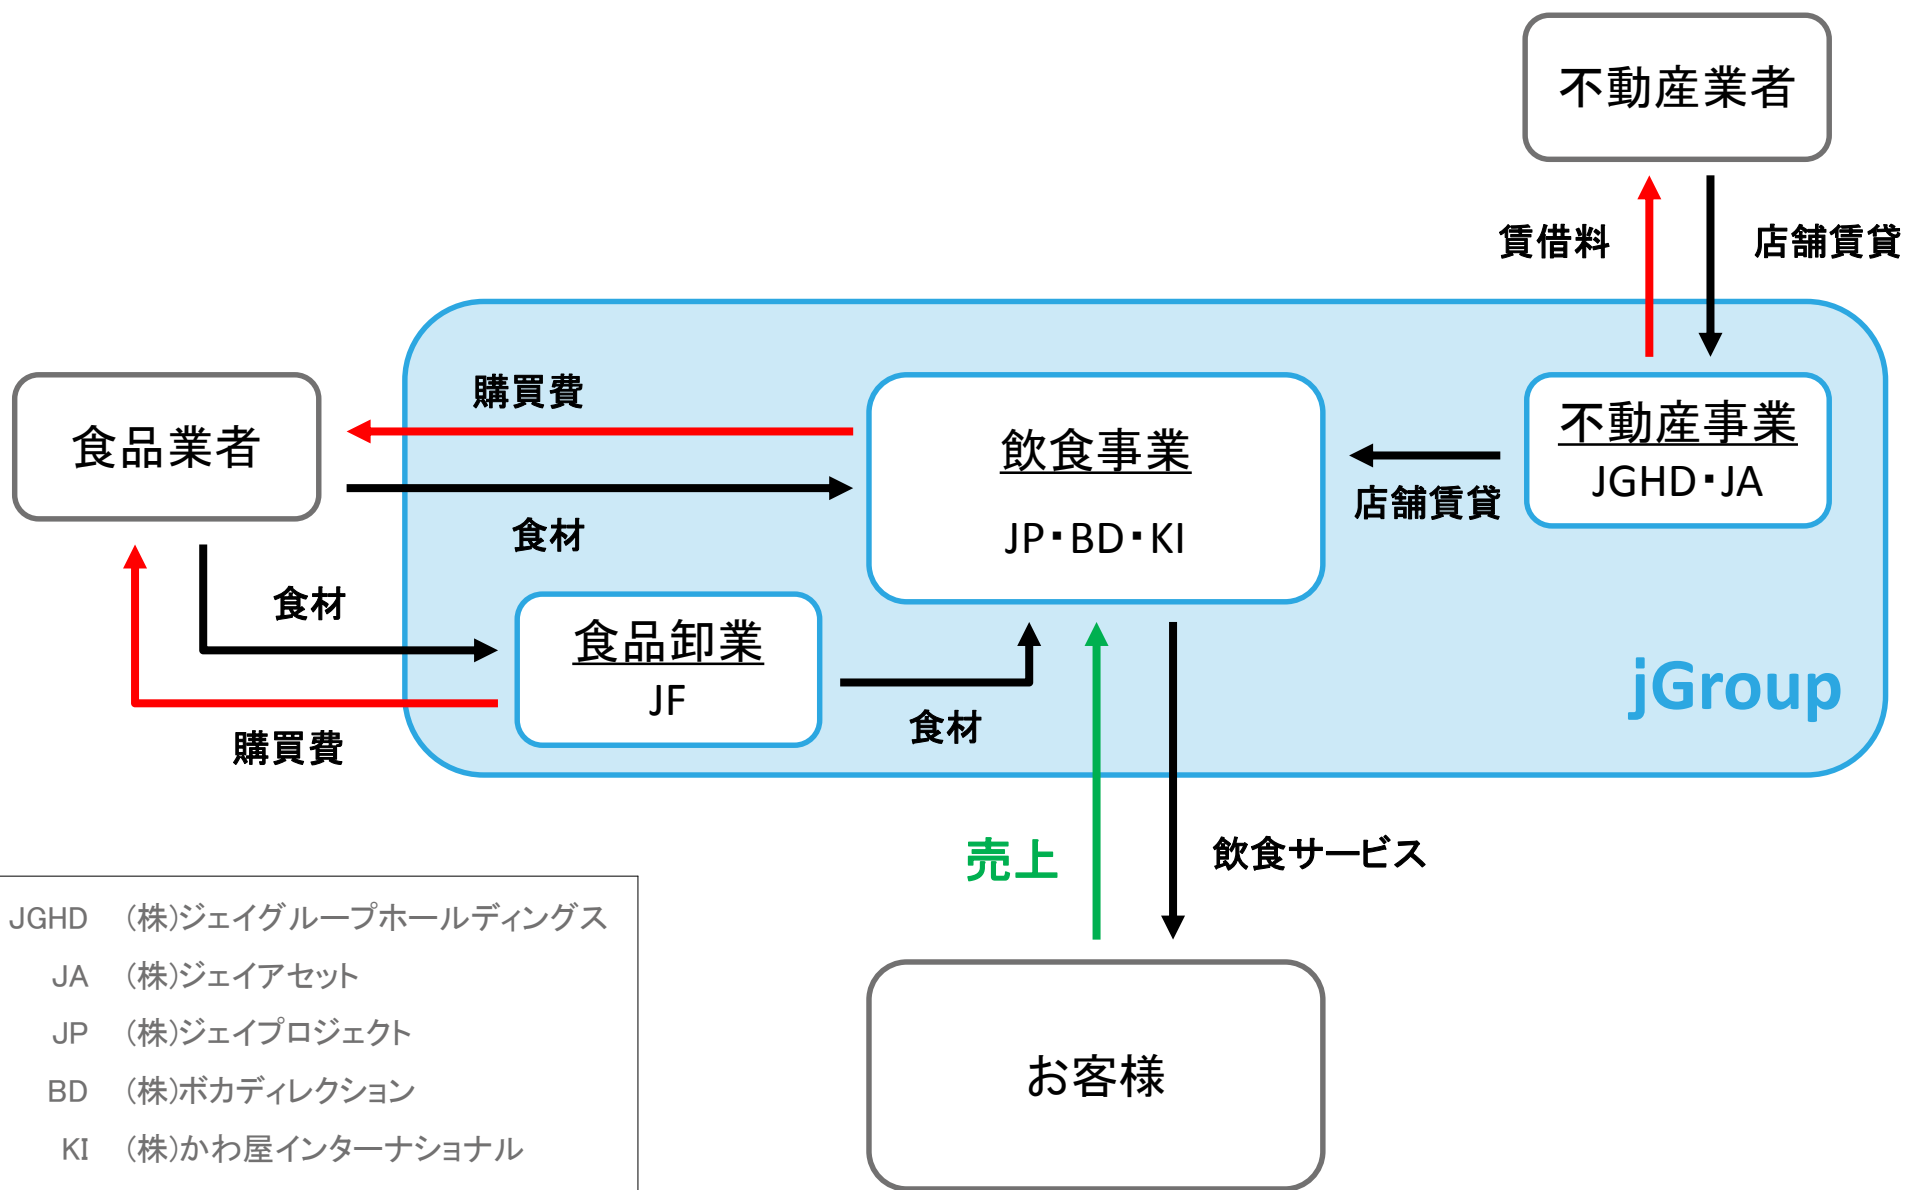 不動産業者
賃借料
店舗賃貸
購買費
食品業者
飲食事業
JP・BD・KI
不動産事業
JGHD・JA
店舗賃貸
食材
食材
食品卸業
JF
食材
購買費
jGroup
売上
飲食サービス
お客様
JGHD (株)ジェイグループホールディングス
JA (株)ジェイアセット
JP (株)ジェイプロジェクト
BD (株)ボカディレクション
KI (株)かわ屋インターナショナル